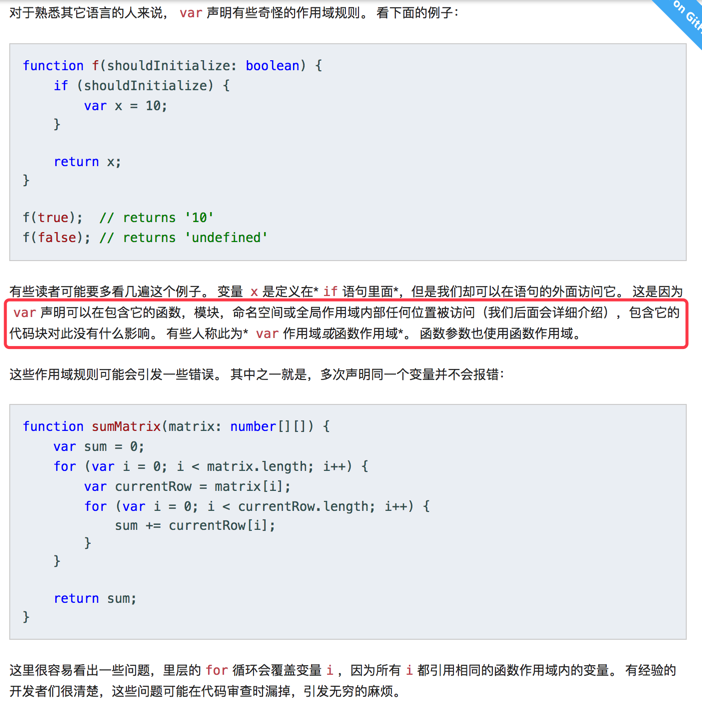 on GitH
对于熟悉其它语言的人来说， var 声明有些奇怪的作用域规则。 看下面的例子：
function f(shouldInitialize: boolean) {
    if (shouldInitialize) {
        var x = 10;
    }
    return x;
}
f(true);  // returns '10'
f(false); // returns 'undefined'
有些读者可能要多看几遍这个例子。 变量 x 是定义在* if 语句里面*，但是我们却可以在语句的外面访问它。 这是因为
var 声明可以在包含它的函数，模块，命名空间或全局作用域内部任何位置被访问（我们后面会详细介绍），包含它的
代码块对此没有什么影响。 有些人称此为* var 作用域或函数作用域*。 函数参数也使用函数作用域。
这些作用域规则可能会引发一些错误。 其中之一就是，多次声明同一个变量并不会报错：
function sumMatrix(matrix: number[][]) {
    var sum = 0;
    for (var i = 0; i < matrix.length; i++) {
        var currentRow = matrix[i];
        for (var i = 0; i < currentRow.length; i++) {
            sum += currentRow[i];
        }
    }
    return sum;
}
这里很容易看出一些问题，里层的 for 循环会覆盖变量 i ，因为所有 i 都引用相同的函数作用域内的变量。 有经验的
开发者们很清楚，这些问题可能在代码审查时漏掉，引发无穷的麻烦。